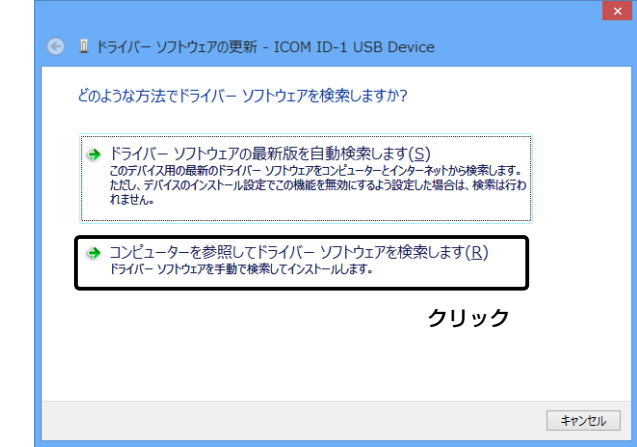 ドライバー ソフトウェアの更新 - ICOM ID-1 USB Device
どのような方法でドライバー ソフトウェアを検索しますか?
ドライバー ソフトウェアの最新版を自動検索します(S)
このデバイス用の最新のドライバー ソフトウェアをコンピューターとインターネットから検索します。
ただし、デバイスのインストール設定でこの機能を無効にするよう設定した場合は、検索は行わ
れません。
コンピューターを参照してドライバー ソフトウェアを検索します(R)
ドライバー ソフトウェアを手動で検索してインストールします。
クリック
キャンセル